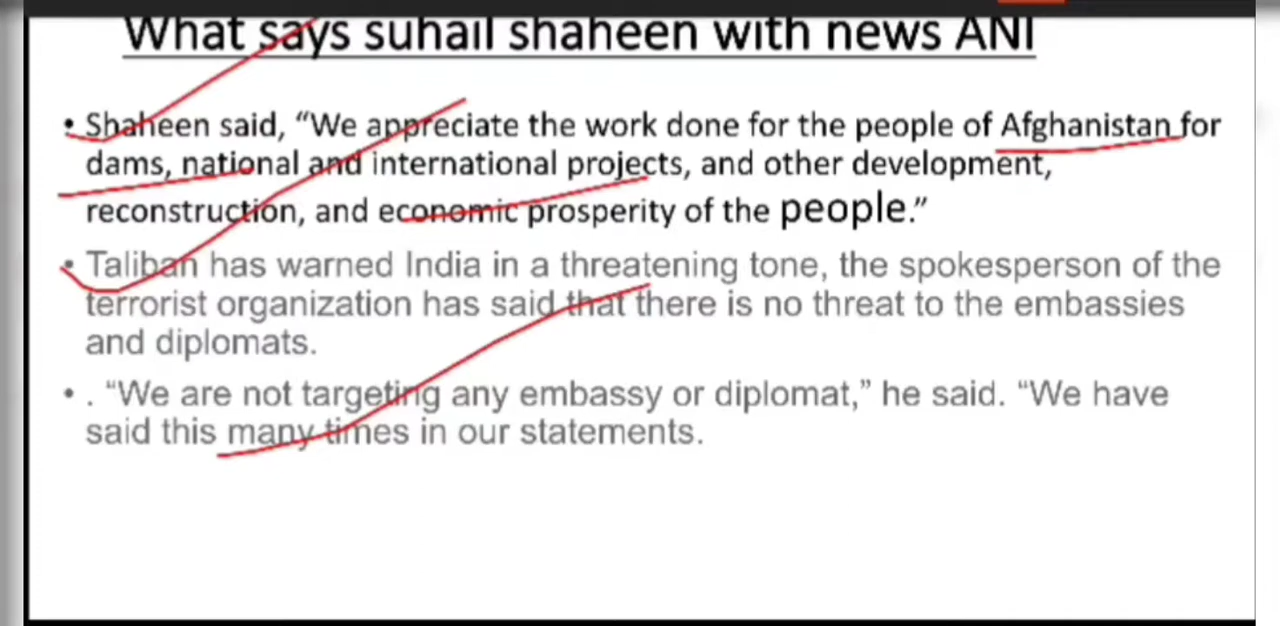 What says suhail shaheen with news ANI
• Shaheen said, “We appreciate the work done for the people of Afghanistan for
dams, national and international projects, and other development,
reconstruction, and economic prosperity of the people.”
• Taliban has warned India in a threatening tone, the spokesperson of the
terrorist organization has said that there is no threat to the embassies
and diplomats.
• . “We are not targeting any embassy or diplomat,” he said. “We have
said this many times in our statements.